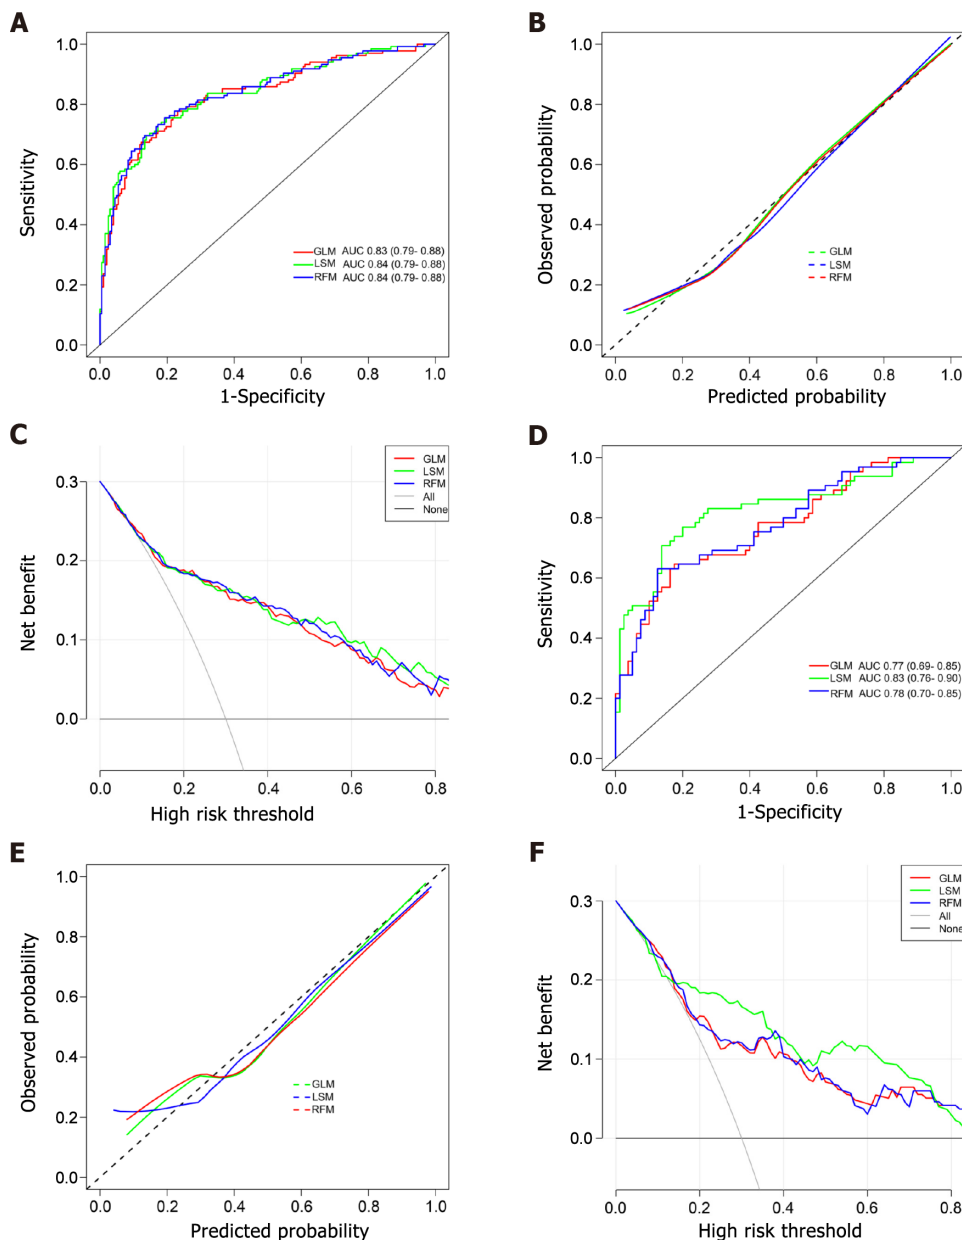 A
1.0
0.8
0.6
0.4
0.2
0.0
Sensitivity
GLM AUC 0.83 (0.79- 0.88)
LSM AUC 0.84 (0.79- 0.88)
RFM AUC 0.84 (0.79- 0.88)
0.0 0.2 0.4 0.6 0.8 1.0
1-Specificity
B
1.0
0.8
0.6
0.4
0.2
0.0
Observed probability
GLM
LSM
RFM
0.0 0.2 0.4 0.6 0.8 1.0
Predicted probability
C
0.3
0.2
0.1
0.0
Net benefit
GLM
LSM
RFM
All
None
0.0 0.2 0.4 0.6 0.8
High risk threshold
D
1.0
0.8
0.6
0.4
0.2
0.0
Sensitivity
GLM AUC 0.77 (0.69- 0.85)
LSM AUC 0.83 (0.76- 0.90)
RFM AUC 0.78 (0.70- 0.85)
0.0 0.2 0.4 0.6 0.8 1.0
1-Specificity
E
1.0
0.8
0.6
0.4
0.2
0.0
Observed probability
GLM
LSM
RFM
0.0 0.2 0.4 0.6 0.8 1.0
Predicted probability
F
0.3
0.2
0.1
0.0
Net benefit
GLM
LSM
RFM
All
None
0.0 0.2 0.4 0.6 0.8
High risk threshold